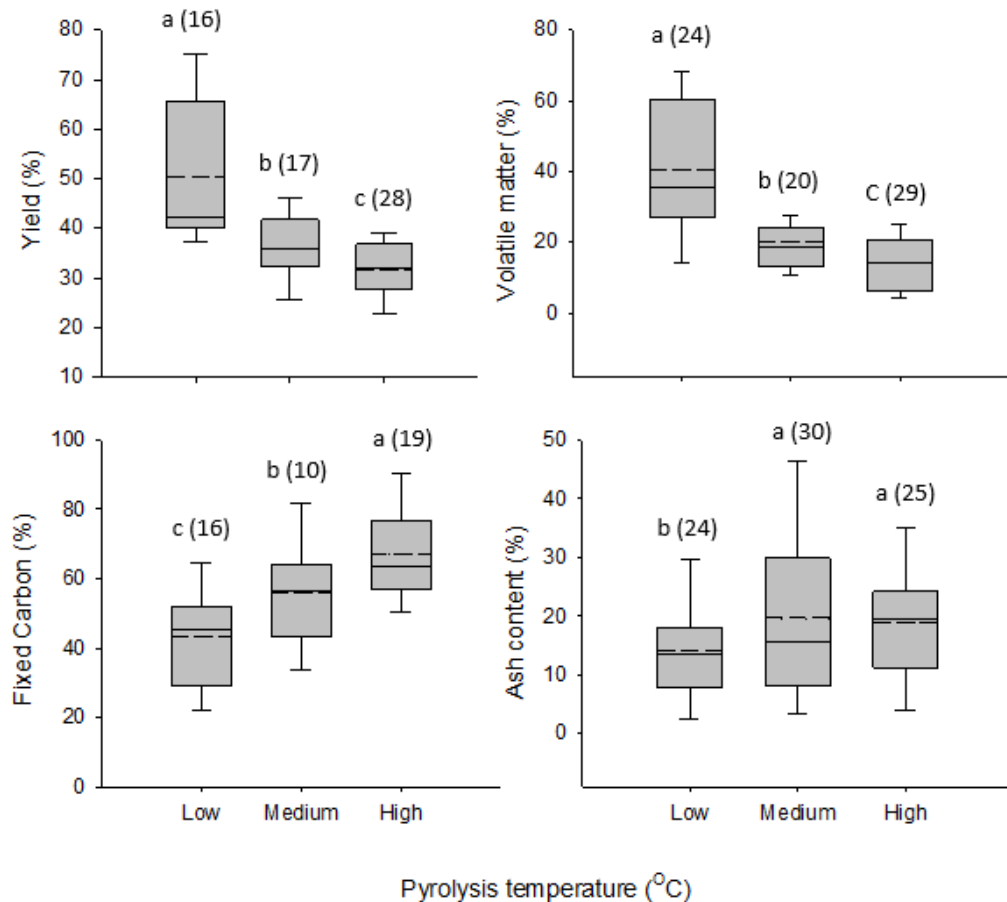 Yield (%)
80
70
60
50
40
30
20
10
a (16)
b (17)
c (28)
Volatile matter (%)
80
60
40
20
0
a (24)
b (20)
C (29)
Fixed Carbon (%)
100
80
60
40
20
0
c (16)
b (10)
a (19)
Low Medium High
Ash content (%)
50
40
30
20
10
0
b (24)
a (30)
a (25)
Low Medium High
Pyrolysis temperature (ᴼC)